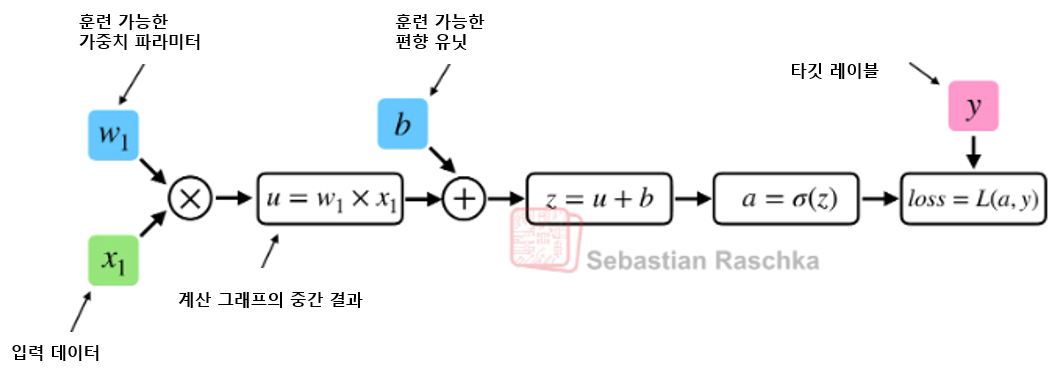 훈련 가능한
가중치 파라미터
훈련 가능한
편향 유닛
타깃 레이블
w₁
b
y
×
u = w₁ × x₁
+
z = u + b
a = σ(z)
loss = L(a, y)
x₁
Sebastian Raschka
계산 그래프의 중간 결과
입력 데이터